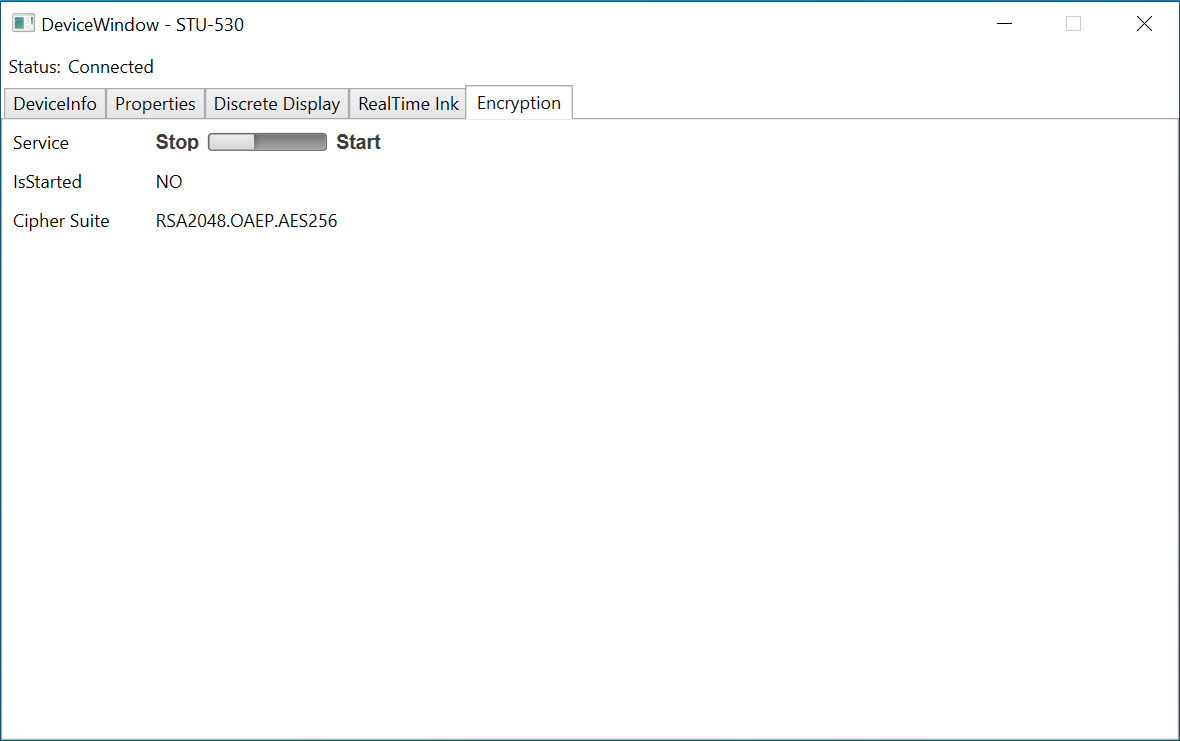 DeviceWindow - STU-530
Status: Connected
DeviceInfo Properties Discrete Display RealTime Ink Encryption
Service Stop Start
IsStarted NO
Cipher Suite RSA2048.OAEP.AES256